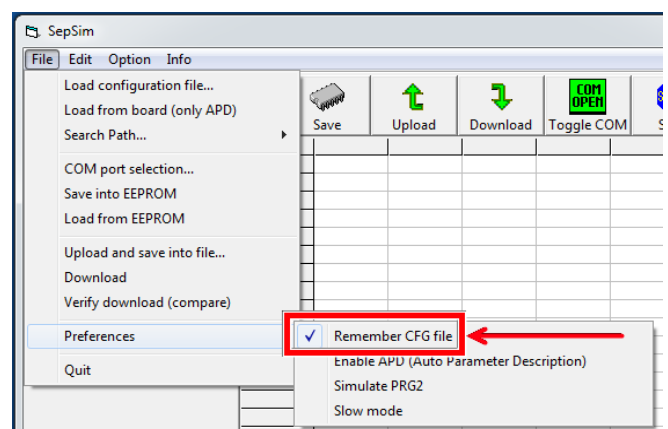 SepSim
File Edit Option Info
Load configuration file...
Load from board (only APD)
Search Path...
COM port selection...
Save into EEPROM
Load from EEPROM
Upload and save into file...
Download
Verify download (compare)
Preferences
Quit
Save Upload Download Toggle COM
COM
OPEN
Remember CFG file
Enable APD (Auto Parameter Description)
Simulate PRG2
Slow mode